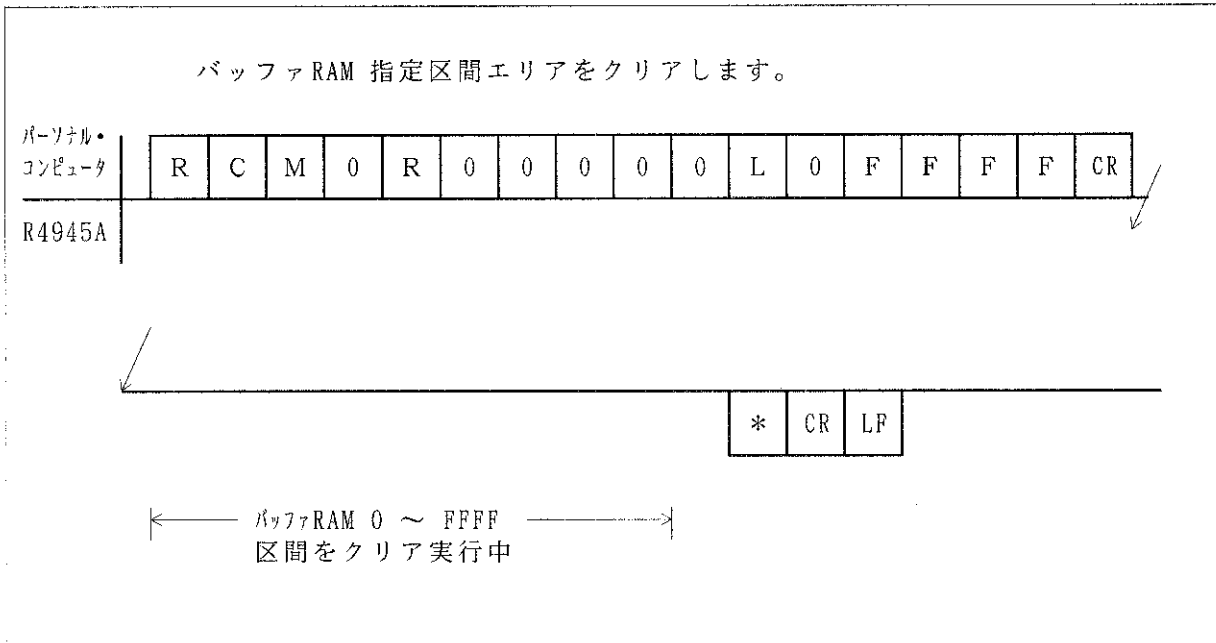 バッファRAM 指定区間エリアをクリアします。
パーソナル・
コンピュータ
R C M 0 R 0 0 0 0 0 L 0 F F F F CR
R4945A
* CR LF
バッファRAM 0 ～ FFFF
区間をクリア実行中